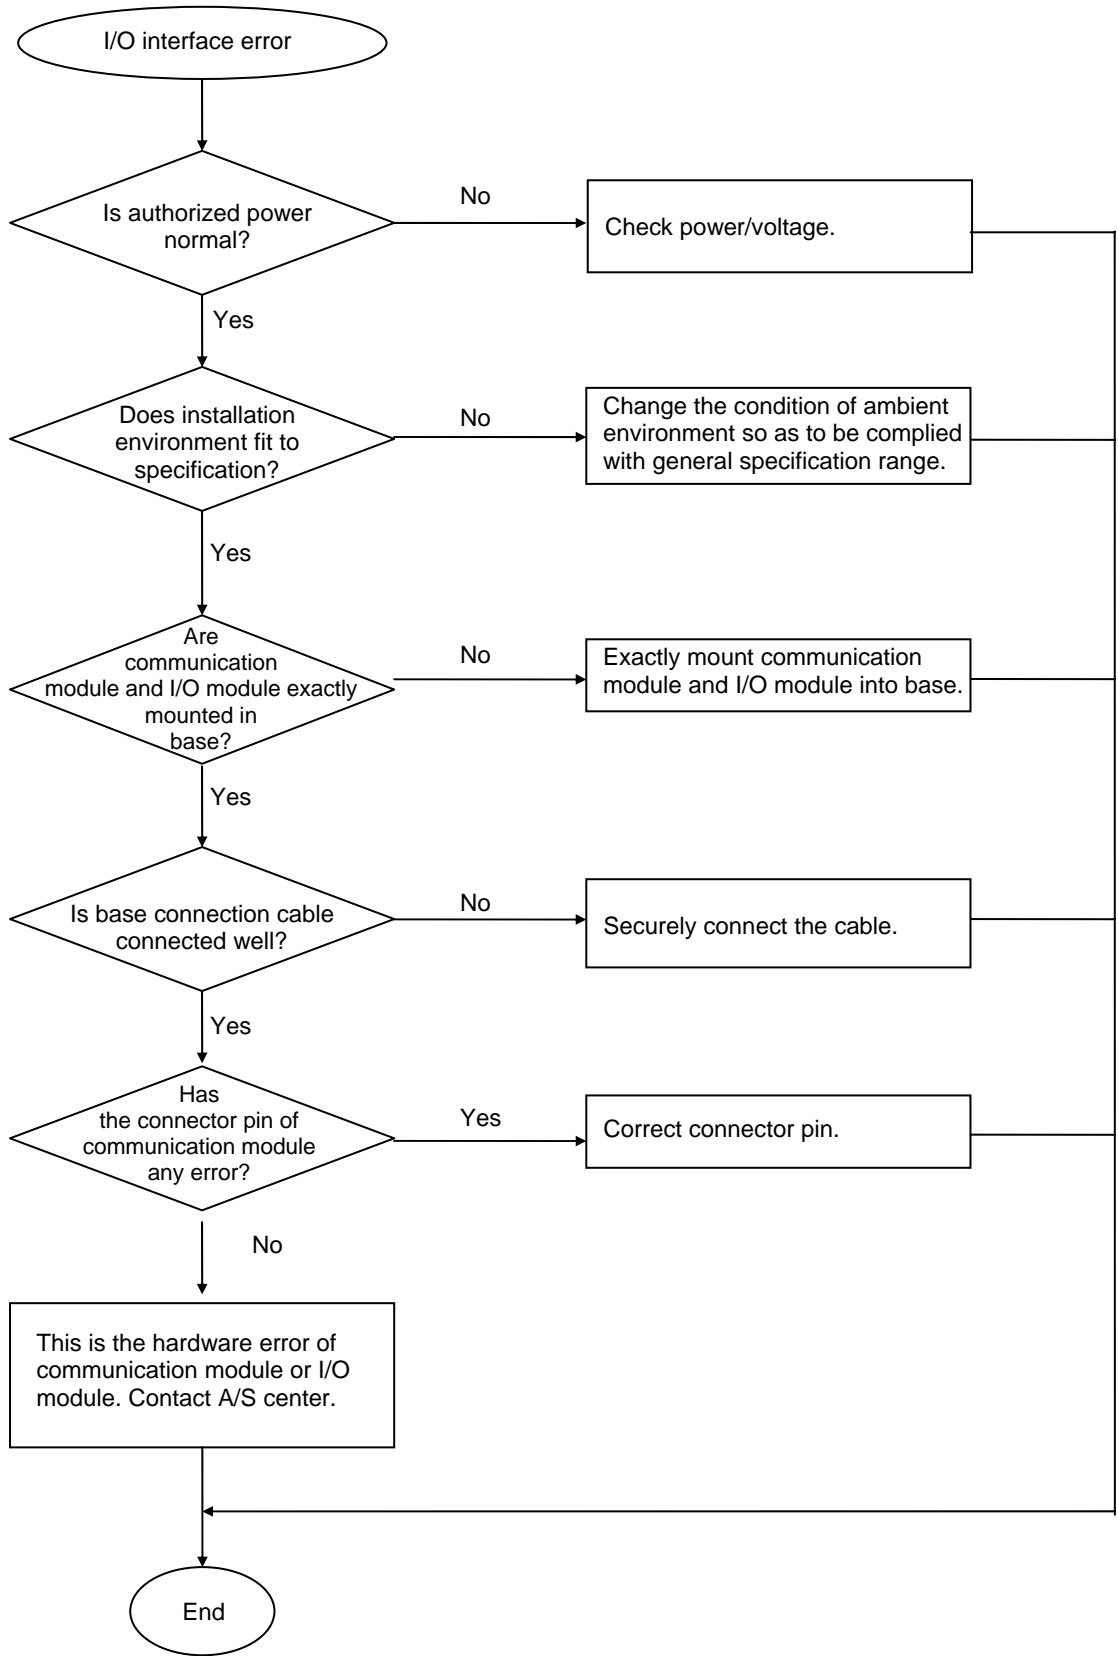 I/O interface error
Is authorized power
normal?
No
Check power/voltage.
Yes
Does installation
environment fit to
specification?
No
Change the condition of ambient
environment so as to be complied
with general specification range.
Yes
Are
communication
module and I/O module exactly
mounted in
base?
No
Exactly mount communication
module and I/O module into base.
Yes
Is base connection cable
connected well?
No
Securely connect the cable.
Yes
Has
the connector pin of
communication module
any error?
Yes
Correct connector pin.
No
This is the hardware error of
communication module or I/O
module. Contact A/S center.
End